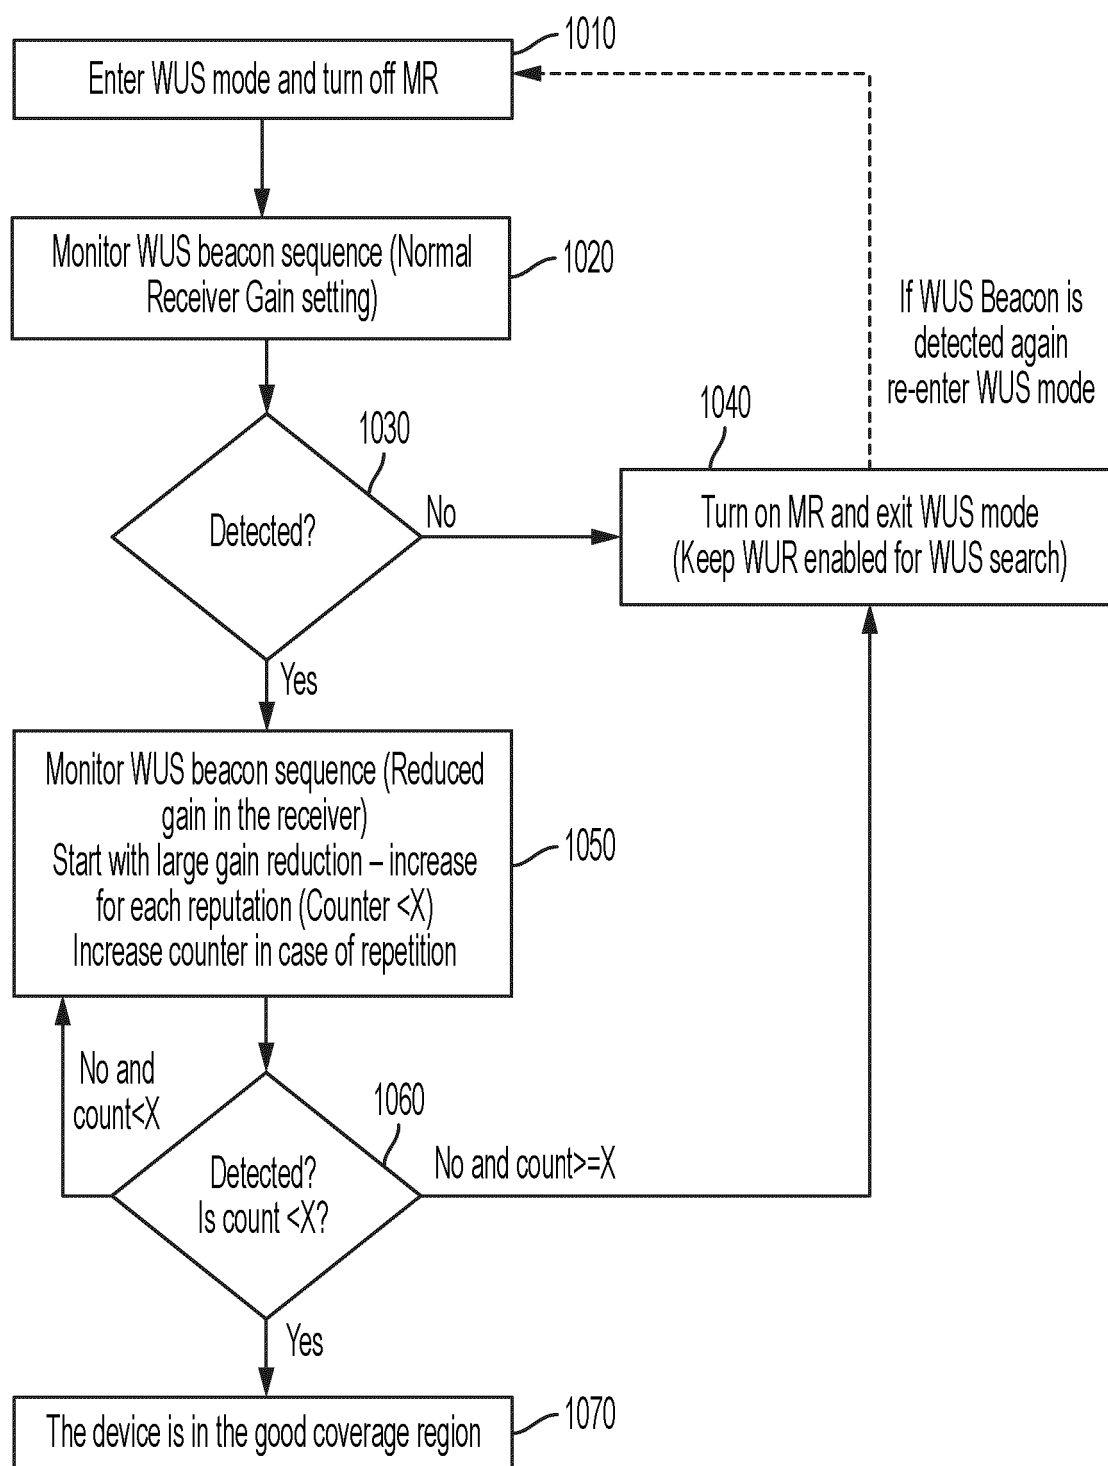 1010
Enter WUS mode and turn off MR
Monitor WUS beacon sequence (Normal
Receiver Gain setting)
1020
If WUS Beacon is
detected again
re-enter WUS mode
1030
Detected?
No
1040
Turn on MR and exit WUS mode
(Keep WUR enabled for WUS search)
Yes
Monitor WUS beacon sequence (Reduced
gain in the receiver)
Start with large gain reduction – increase
for each reputation (Counter <X)
Increase counter in case of repetition
1050
No and
count<X
1060
Detected?
Is count <X?
No and count>=X
Yes
The device is in the good coverage region
1070